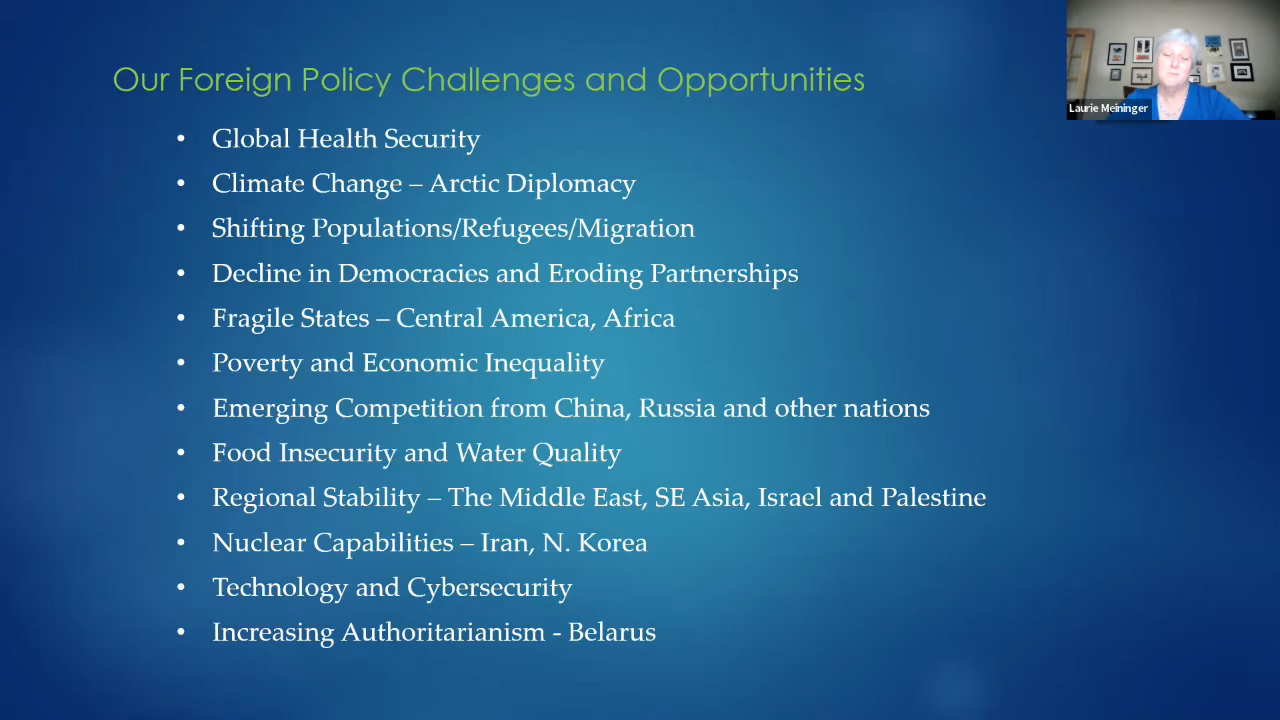 Our Foreign Policy Challenges and Opportunities
Laurie Meininger
• Global Health Security
• Climate Change – Arctic Diplomacy
• Shifting Populations/Refugees/Migration
• Decline in Democracies and Eroding Partnerships
• Fragile States – Central America, Africa
• Poverty and Economic Inequality
• Emerging Competition from China, Russia and other nations
• Food Insecurity and Water Quality
• Regional Stability – The Middle East, SE Asia, Israel and Palestine
• Nuclear Capabilities – Iran, N. Korea
• Technology and Cybersecurity
• Increasing Authoritarianism - Belarus